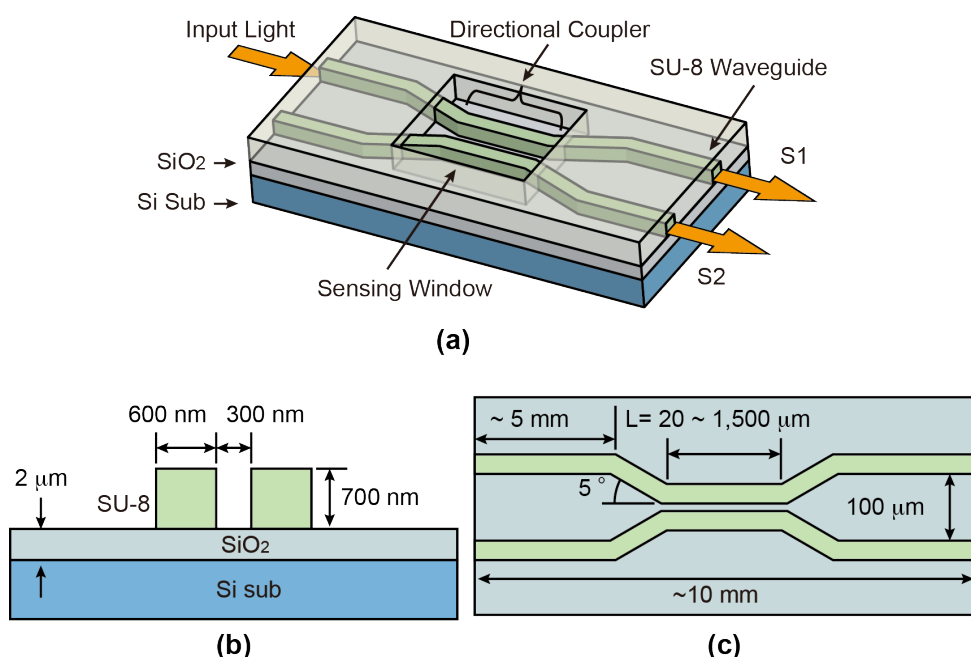 Input Light
Directional Coupler
SU-8 Waveguide
SiO2
S1
Si Sub
S2
Sensing Window
(a)
600 nm
300 nm
2 μm
SU-8
700 nm
SiO2
Si sub
(b)
~ 5 mm
L= 20 ~ 1,500 μm
5 °
100 μm
~10 mm
(c)